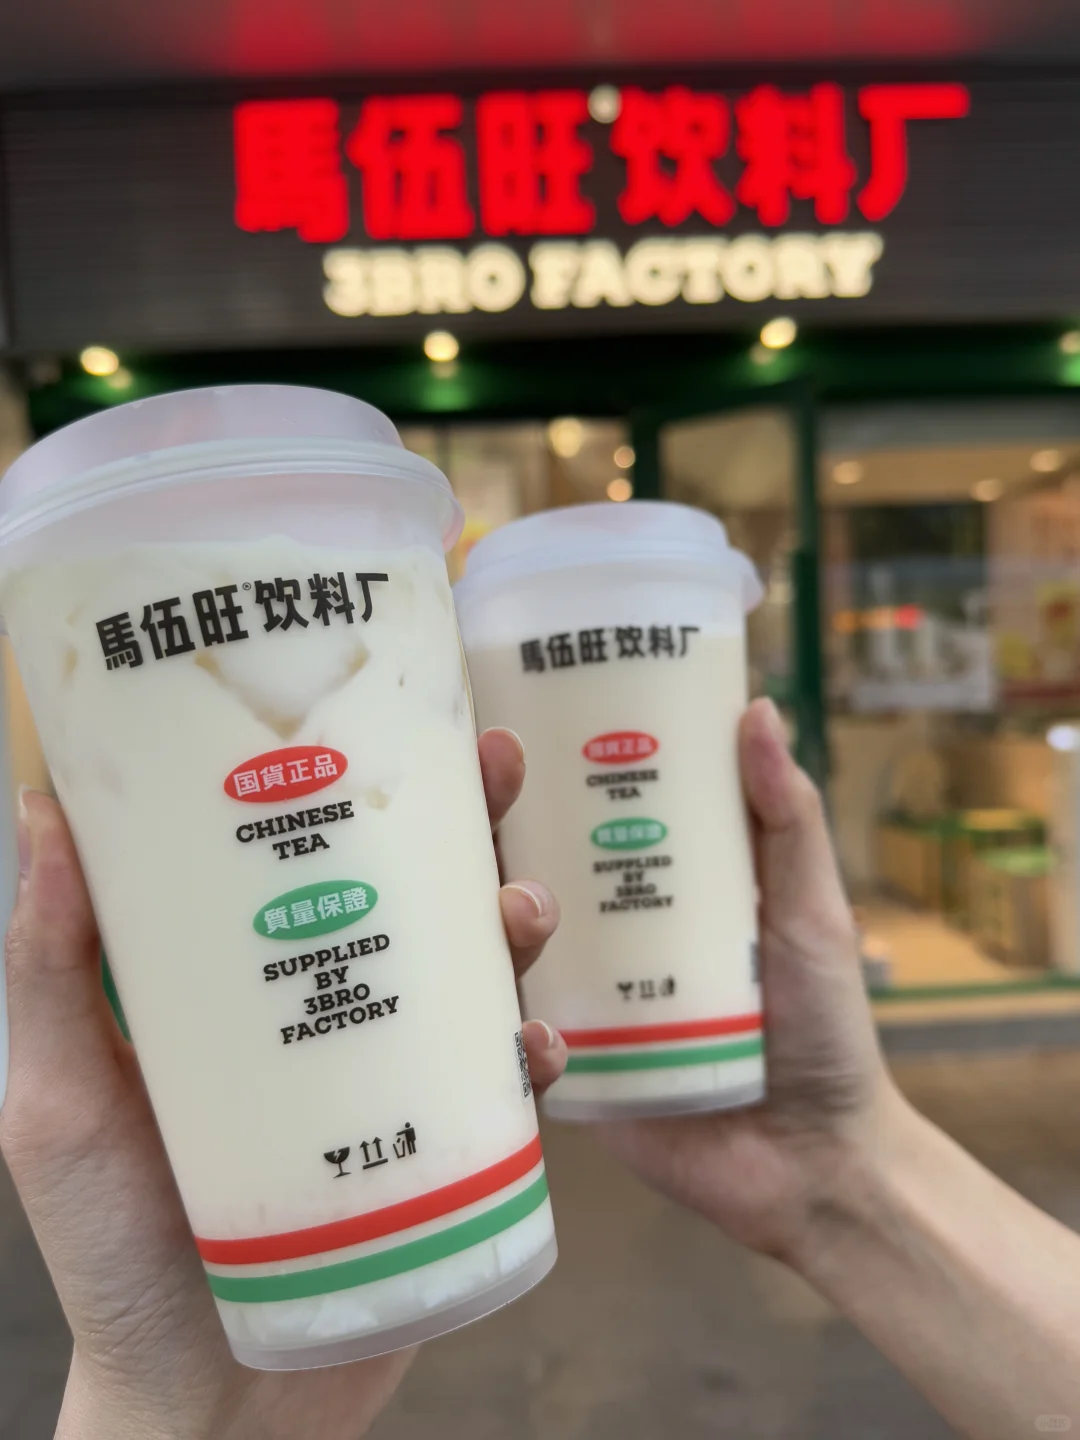 馬伍旺饮料厂
3BRO FACTORY
馬伍旺®饮料厂
国貨正品
CHINESE
TEA
質量保證
SUPPLIED
BY
3BRO
FACTORY
馬伍旺饮料厂
国貨正品
CHINESE
TEA
質量保證
SUPPLIED
BY
3BRO
FACTORY